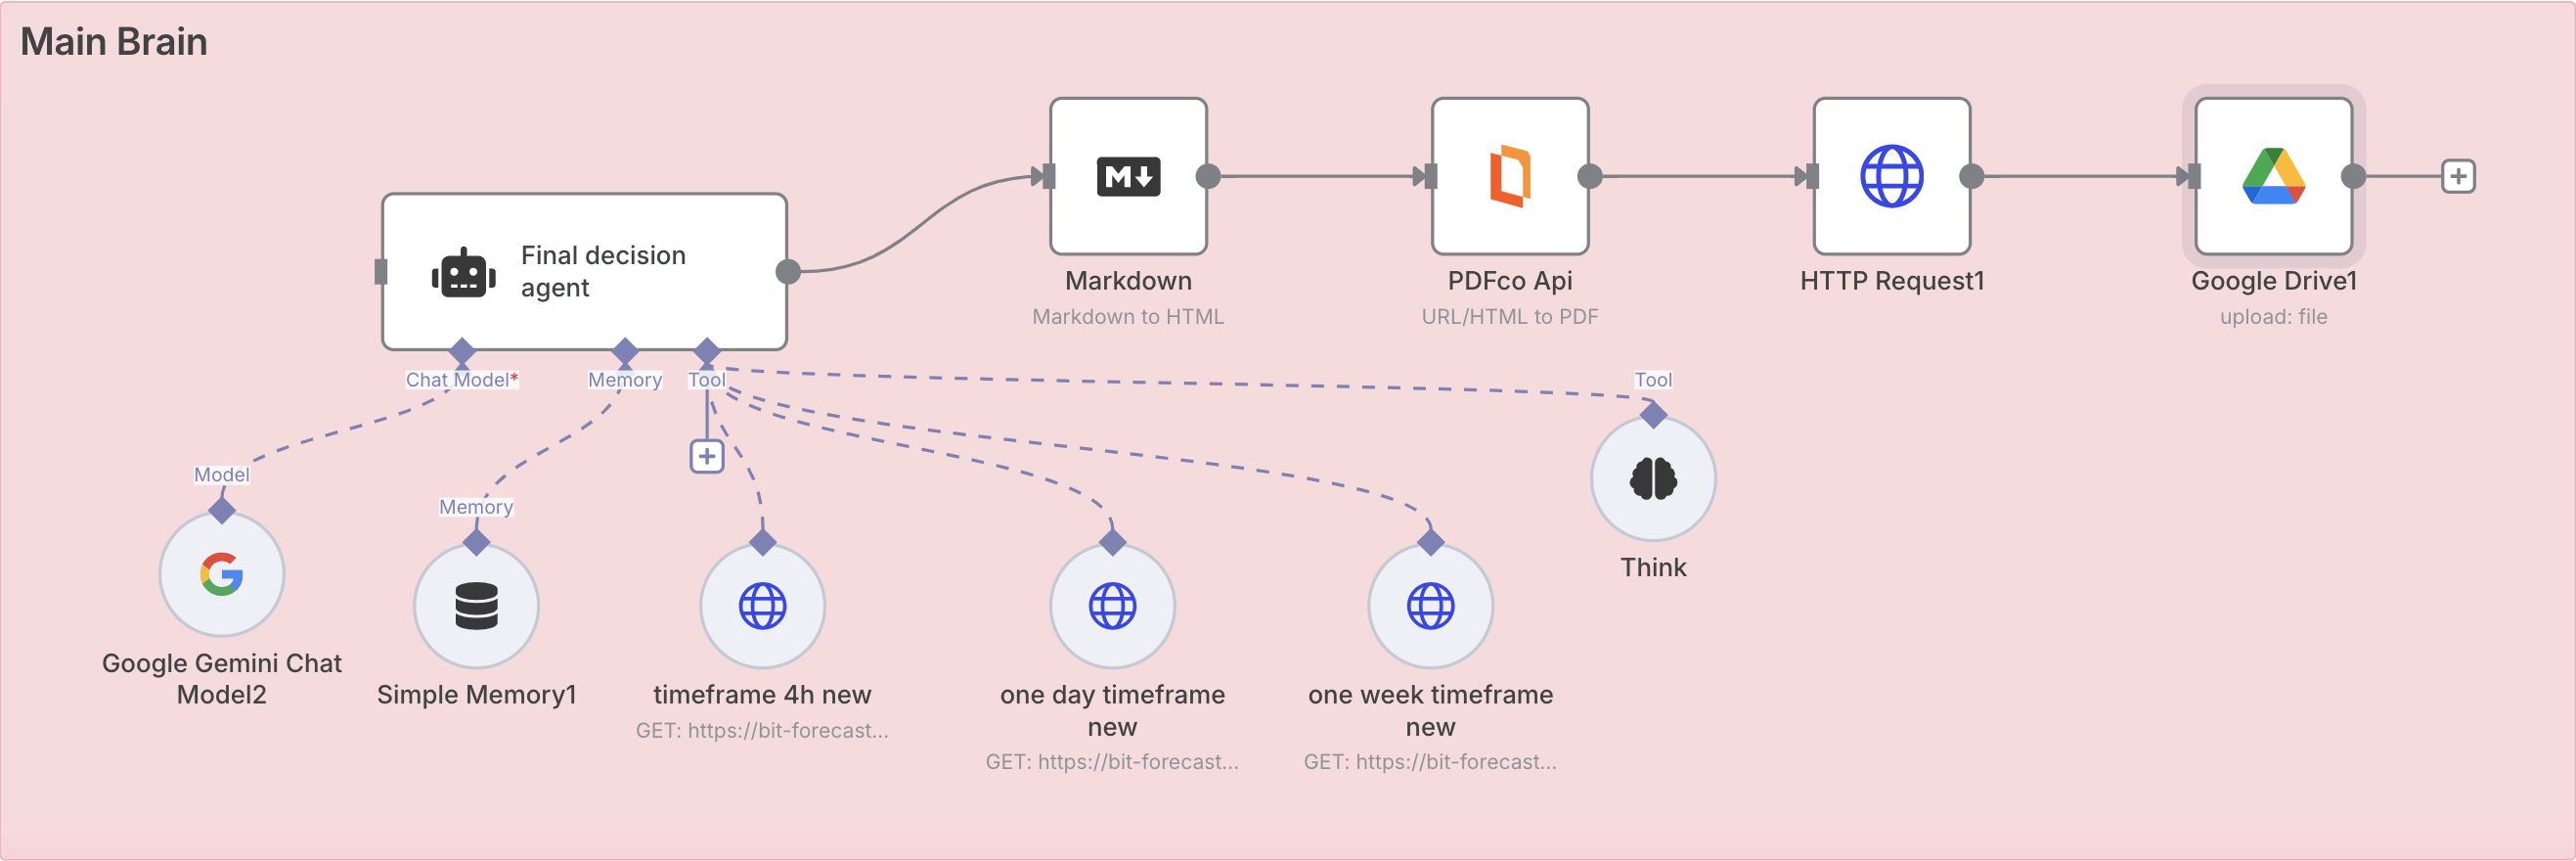 Main Brain
Final decision
agent
Markdown
Markdown to HTML
PDFco Api
URL/HTML to PDF
HTTP Request1
Google Drive1
upload: file
Chat Model*
Memory
Tool
Tool
Model
Memory
Google Gemini Chat
Model2
Simple Memory1
timeframe 4h new
GET: https://bit-forecast...
one day timeframe
new
GET: https://bit-forecast...
one week timeframe
new
GET: https://bit-forecast...
Think